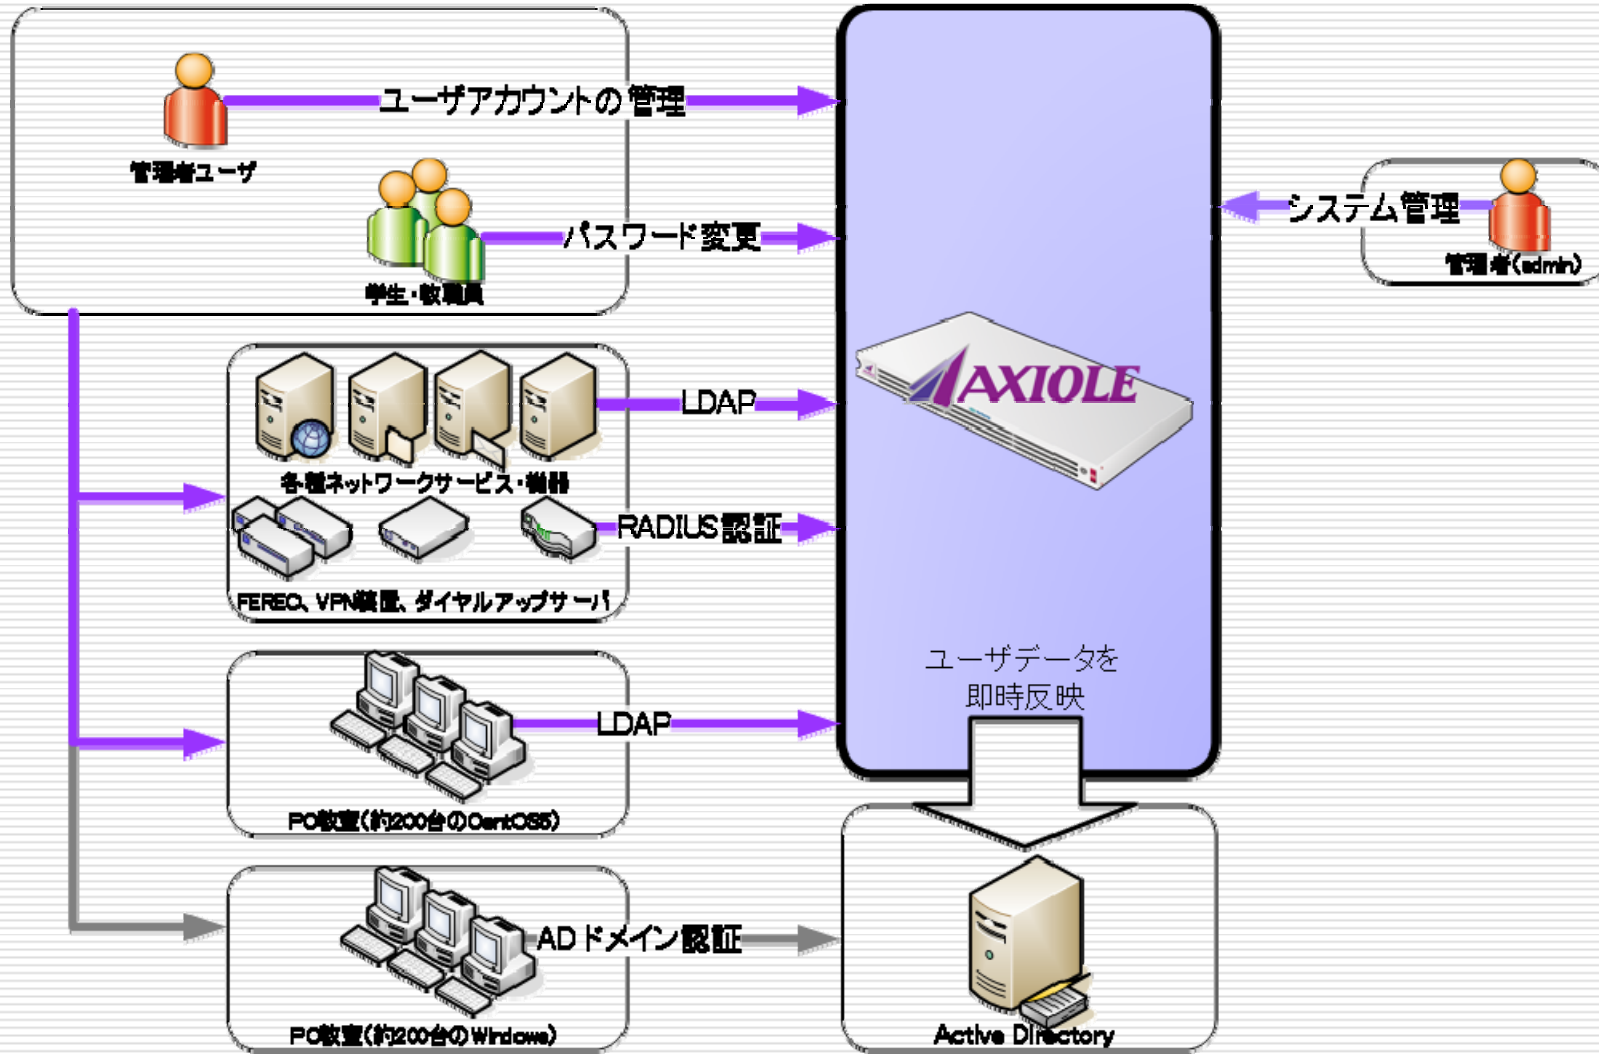 ユーザアカウントの管理
管理者ユーザ
パスワード変更
学生・教職員
システム管理
管理者(admin)
AXIOLE
LDAP
各種ネットワークサービス・機器
RADIUS認証
FEREC、VPN装置、ダイヤルアップサーバ
ユーザデータを
即時反映
LDAP
PC教室(約200台のCentOS5)
ADドメイン認証
PC教室(約200台のWindows)
Active Directory